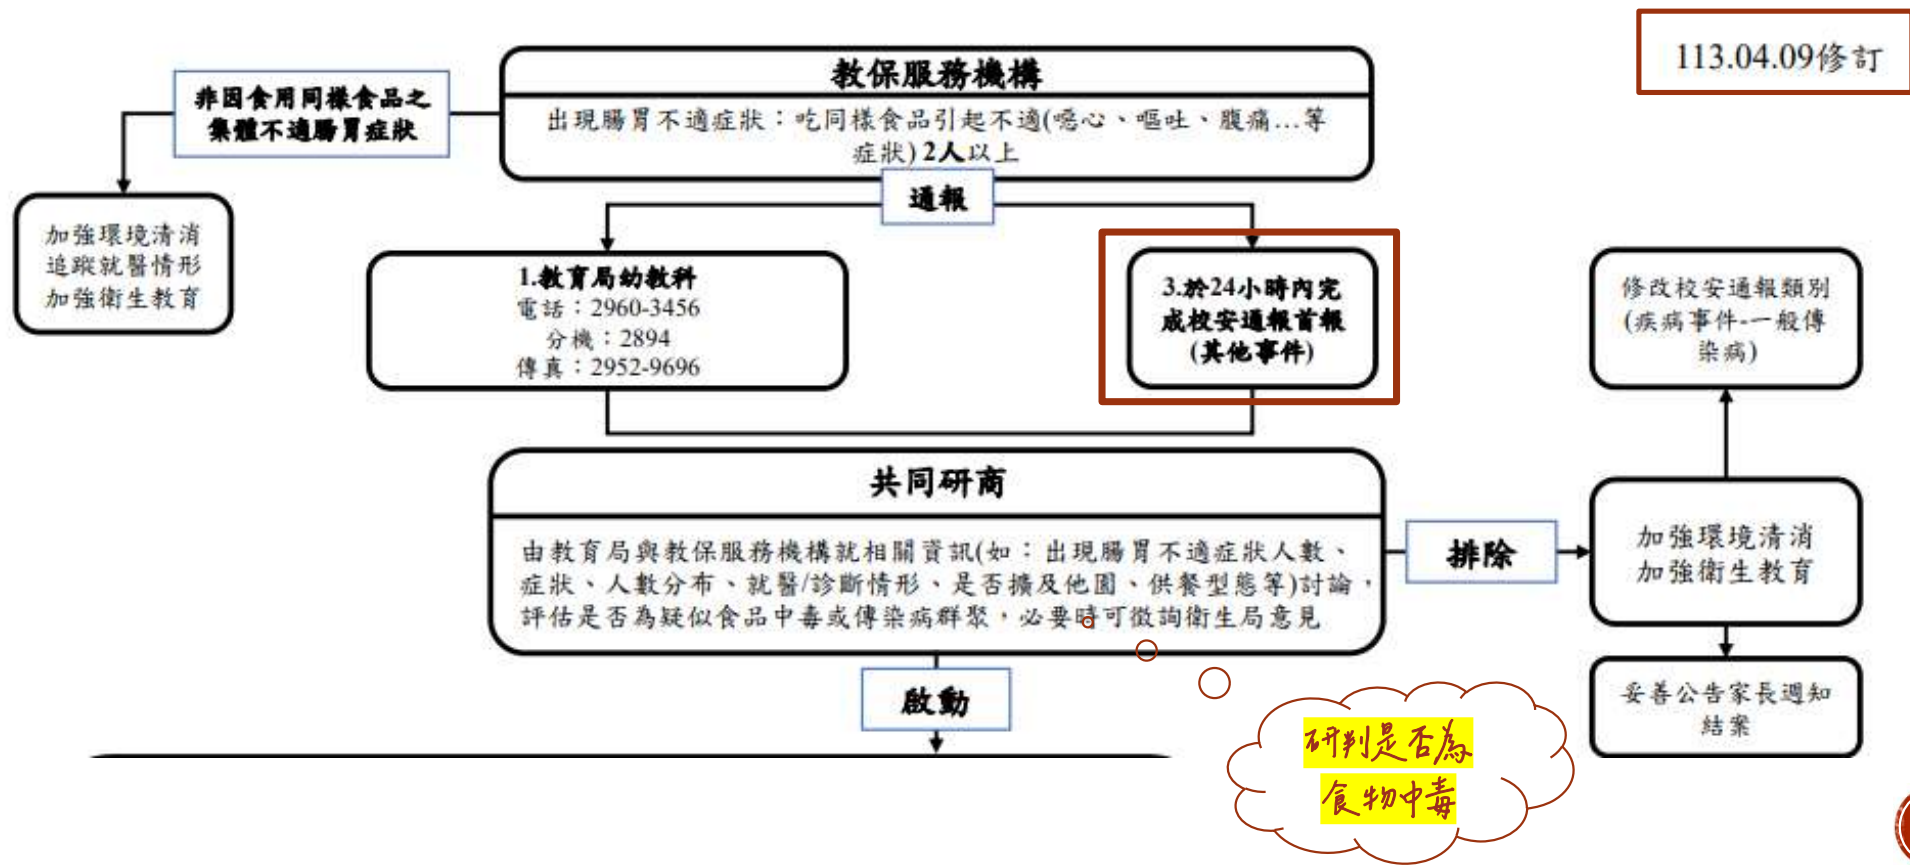 113.04.09修訂
教保服務機構
出現腸胃不適症狀：吃同樣食品引起不適(噁心、嘔吐、腹痛…等
症狀) 2人以上
非因食用同樣食品之
集體不適腸胃症狀
加強環境清消
追蹤就醫情形
加強衛生教育
通報
1.教育局幼教科
電話：2960-3456
分機：2894
傳真：2952-9696
3.於24小時內完
成校安通報首報
(其他事件)
修改校安通報類別
(疾病事件-一般傳
染病)
共同研商
由教育局與教保服務機構就相關資訊(如：出現腸胃不適症狀人數、
症狀、人數分布、就醫/診斷情形、是否擴及他園、供餐型態等)討論，
評估是否為疑似食品中毒或傳染病群聚，必要時可徵詢衛生局意見
排除
加強環境清消
加強衛生教育
妥善公告家長週知
結案
啟動
研判是否為
食物中毒